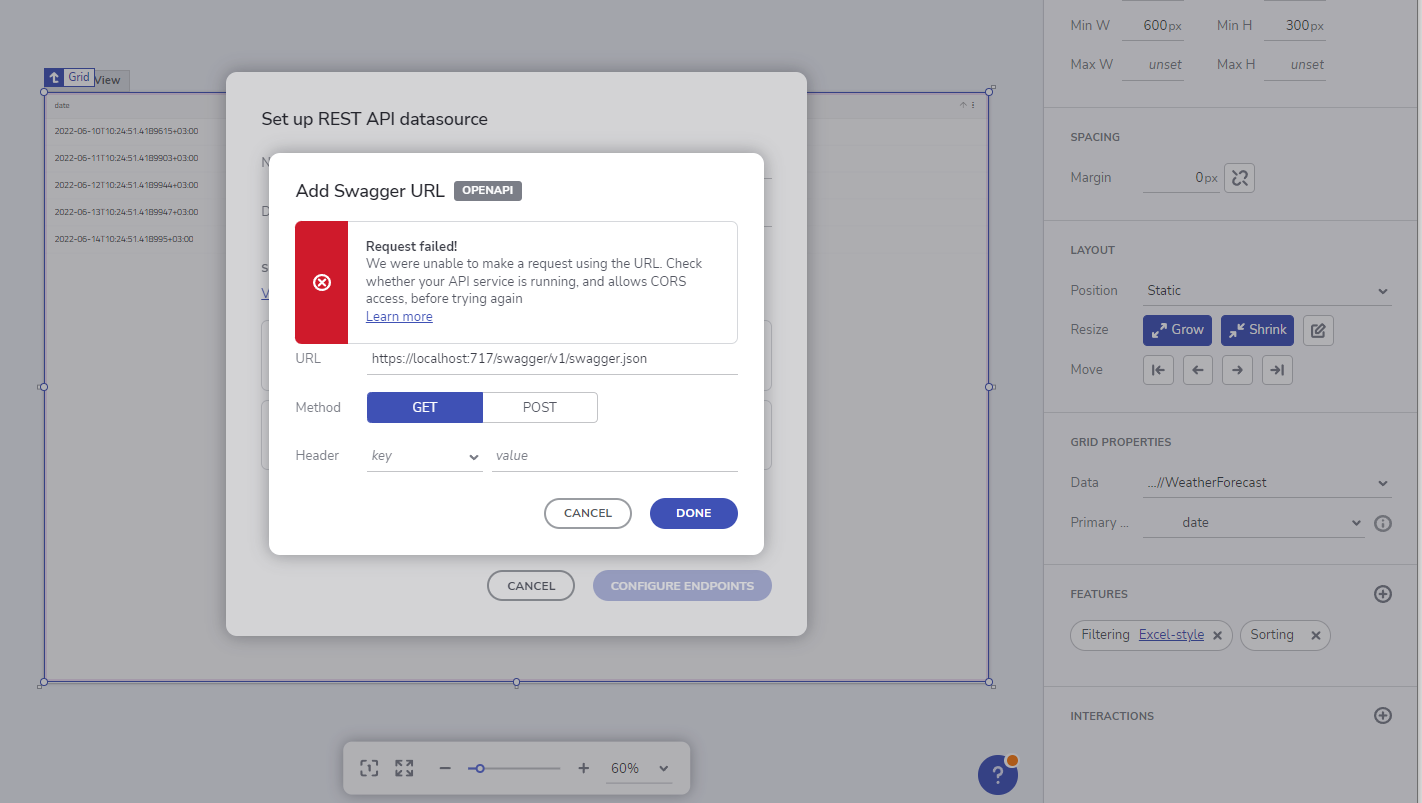 Min W 600px Min H 300px
Max W unset Max H unset
Grid View
date
2022-06-10T10:24:51.4189615+03:00
2022-06-11T10:24:51.4189903+03:00
2022-06-12T10:24:51.4189944+03:00
2022-06-13T10:24:51.4189947+03:00
2022-06-14T10:24:51.418995+03:00
Set up REST API datasource
N
D
S
V
Add Swagger URL OPENAPI
Request failed!
We were unable to make a request using the URL. Check
whether your API service is running, and allows CORS
access, before trying again
Learn more
URL https://localhost:717/swagger/v1/swagger.json
Method GET POST
Header key value
CANCEL DONE
CANCEL CONFIGURE ENDPOINTS
60%
?
SPACING
Margin 0px
LAYOUT
Position Static
Resize Grow Shrink
Move
GRID PROPERTIES
Data ...//WeatherForecast
Primary ... date
FEATURES
Filtering Excel-style Sorting
INTERACTIONS